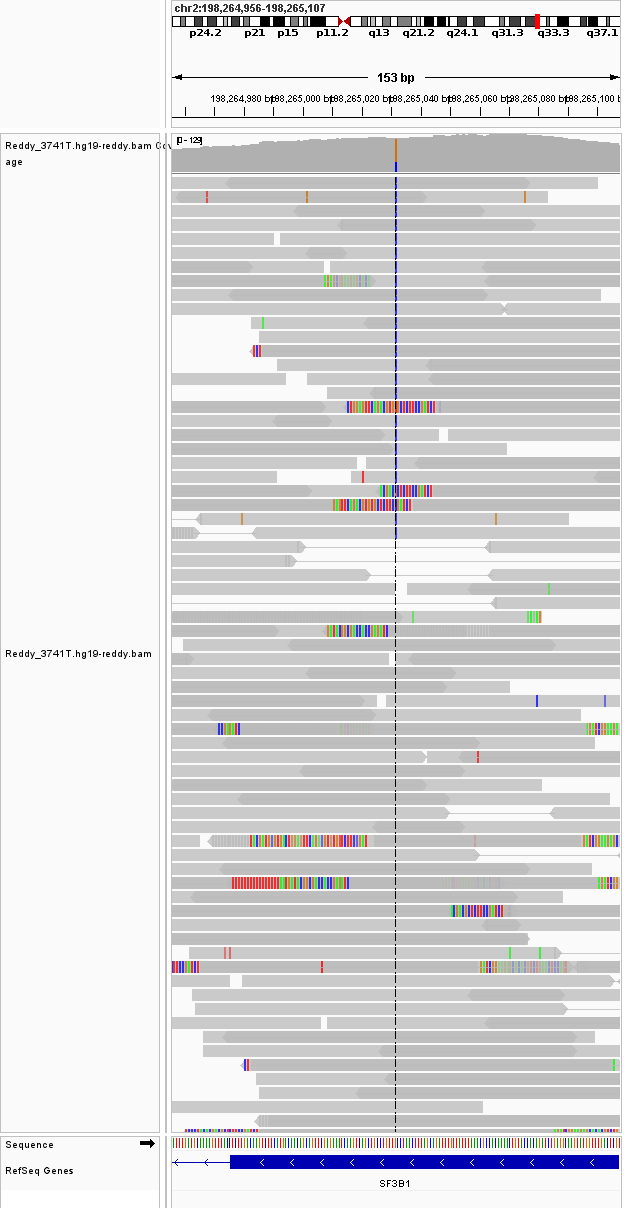 chr2:198,264,956-198,265,107
p24.2 p21 p15 p11.2 q13 q21.2 q24.1 q31.3 q33.3 q37.1
153 bp
198,264,980 bp 198,265,000 bp 198,265,020 bp 198,265,040 bp 198,265,060 bp 198,265,080 bp 198,265,100 b
Reddy_3741T.hg19-reddy.bam Cov
age
[0 - 129]
Reddy_3741T.hg19-reddy.bam
Sequence
RefSeq Genes
SF3B1